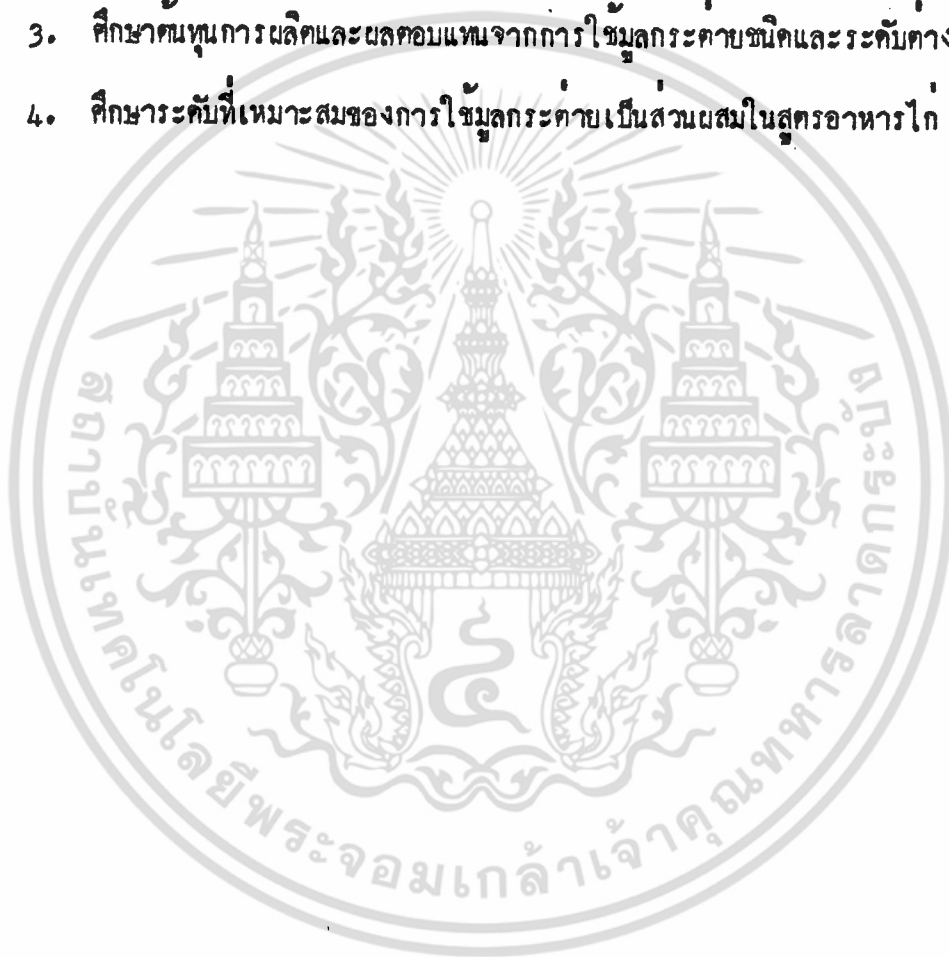 3. ศึกษาต้นทุนการผลิตและผลตอบแทนจากการใช้มูลกระต่ายชนิดและระดับต่าง
4. ศึกษาระดับที่เหมาะสมของการใช้มูลกระต่ายเป็นส่วนผสมในสูตรอาหารไก่
สถาบันเทคโนโลยีพระจอมเกล้าเจ้าคุณทหารลาดกระบัง